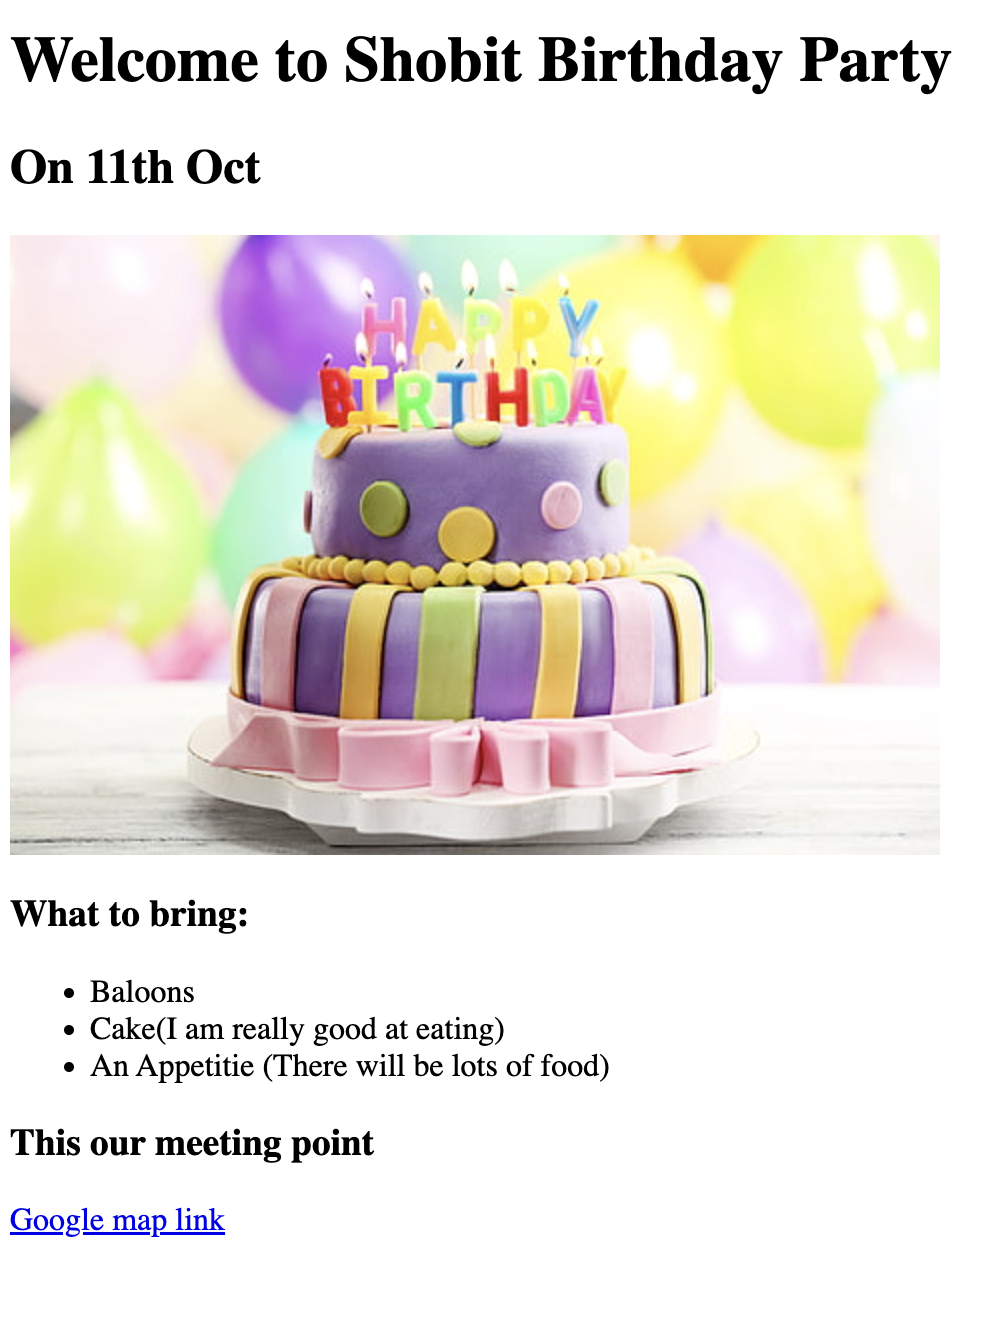 Welcome to Shobit Birthday Party
On 11th Oct
HAPPY
BIRTHDAY
What to bring:
• Baloons
• Cake(I am really good at eating)
• An Appetitie (There will be lots of food)
This our meeting point
Google map link